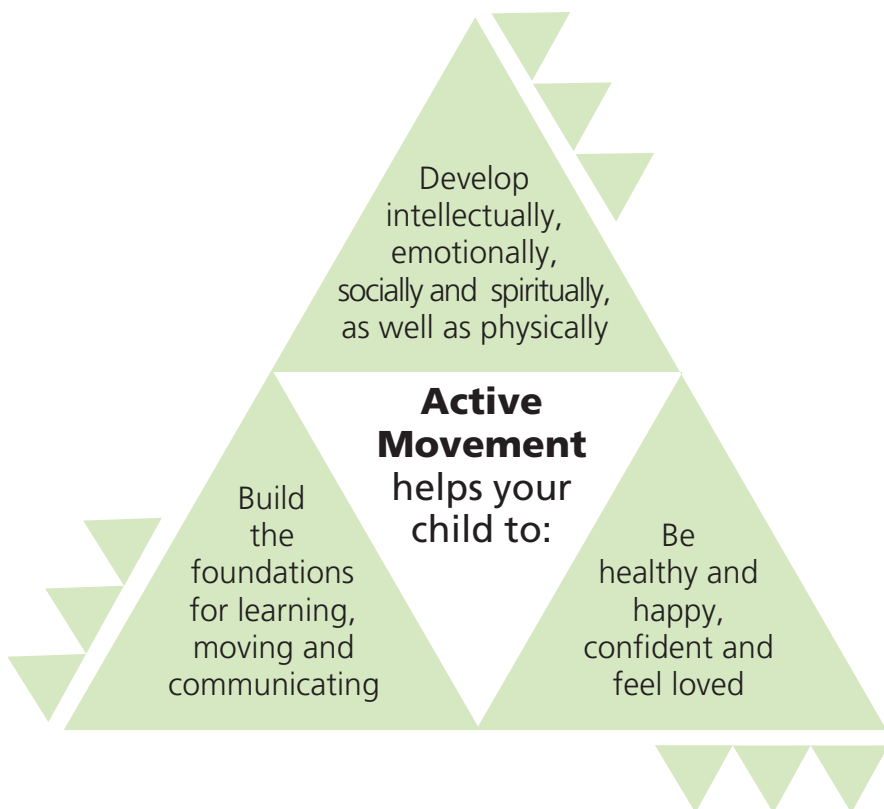 Develop
intellectually,
emotionally,
socially and spiritually,
as well as physically
Active
Movement
helps your
child to:
Build
the
foundations
for learning,
moving and
communicating
Be
healthy and
happy,
confident and
feel loved